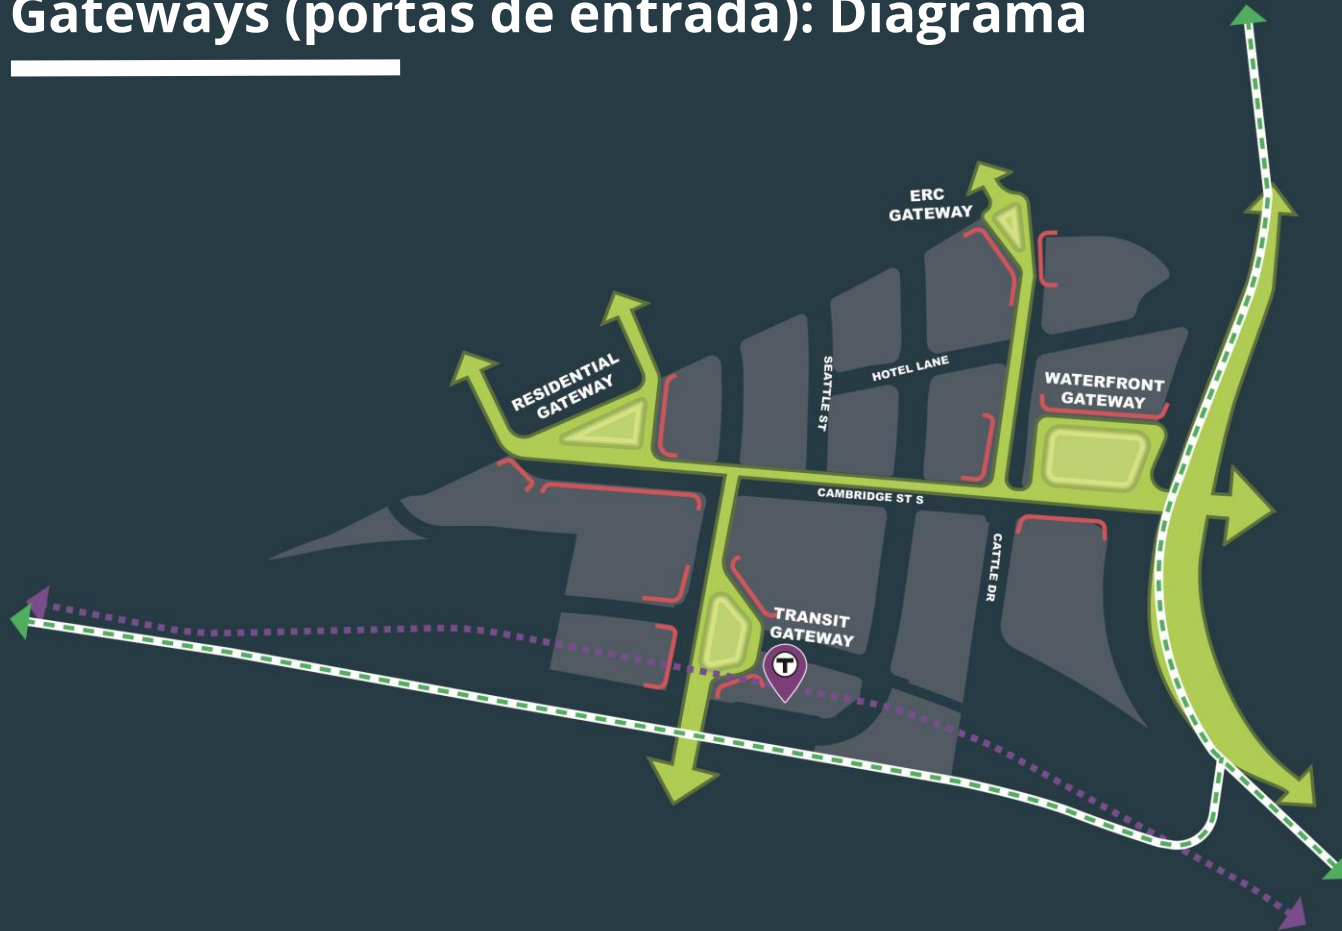 Gateways (portas de entrada): Diagrama
ERC
GATEWAY
RESIDENTIAL
GATEWAY
SEATTLE ST
HOTEL LANE
WATERFRONT
GATEWAY
CAMBRIDGE ST S
CATTLE DR
TRANSIT
GATEWAY
T